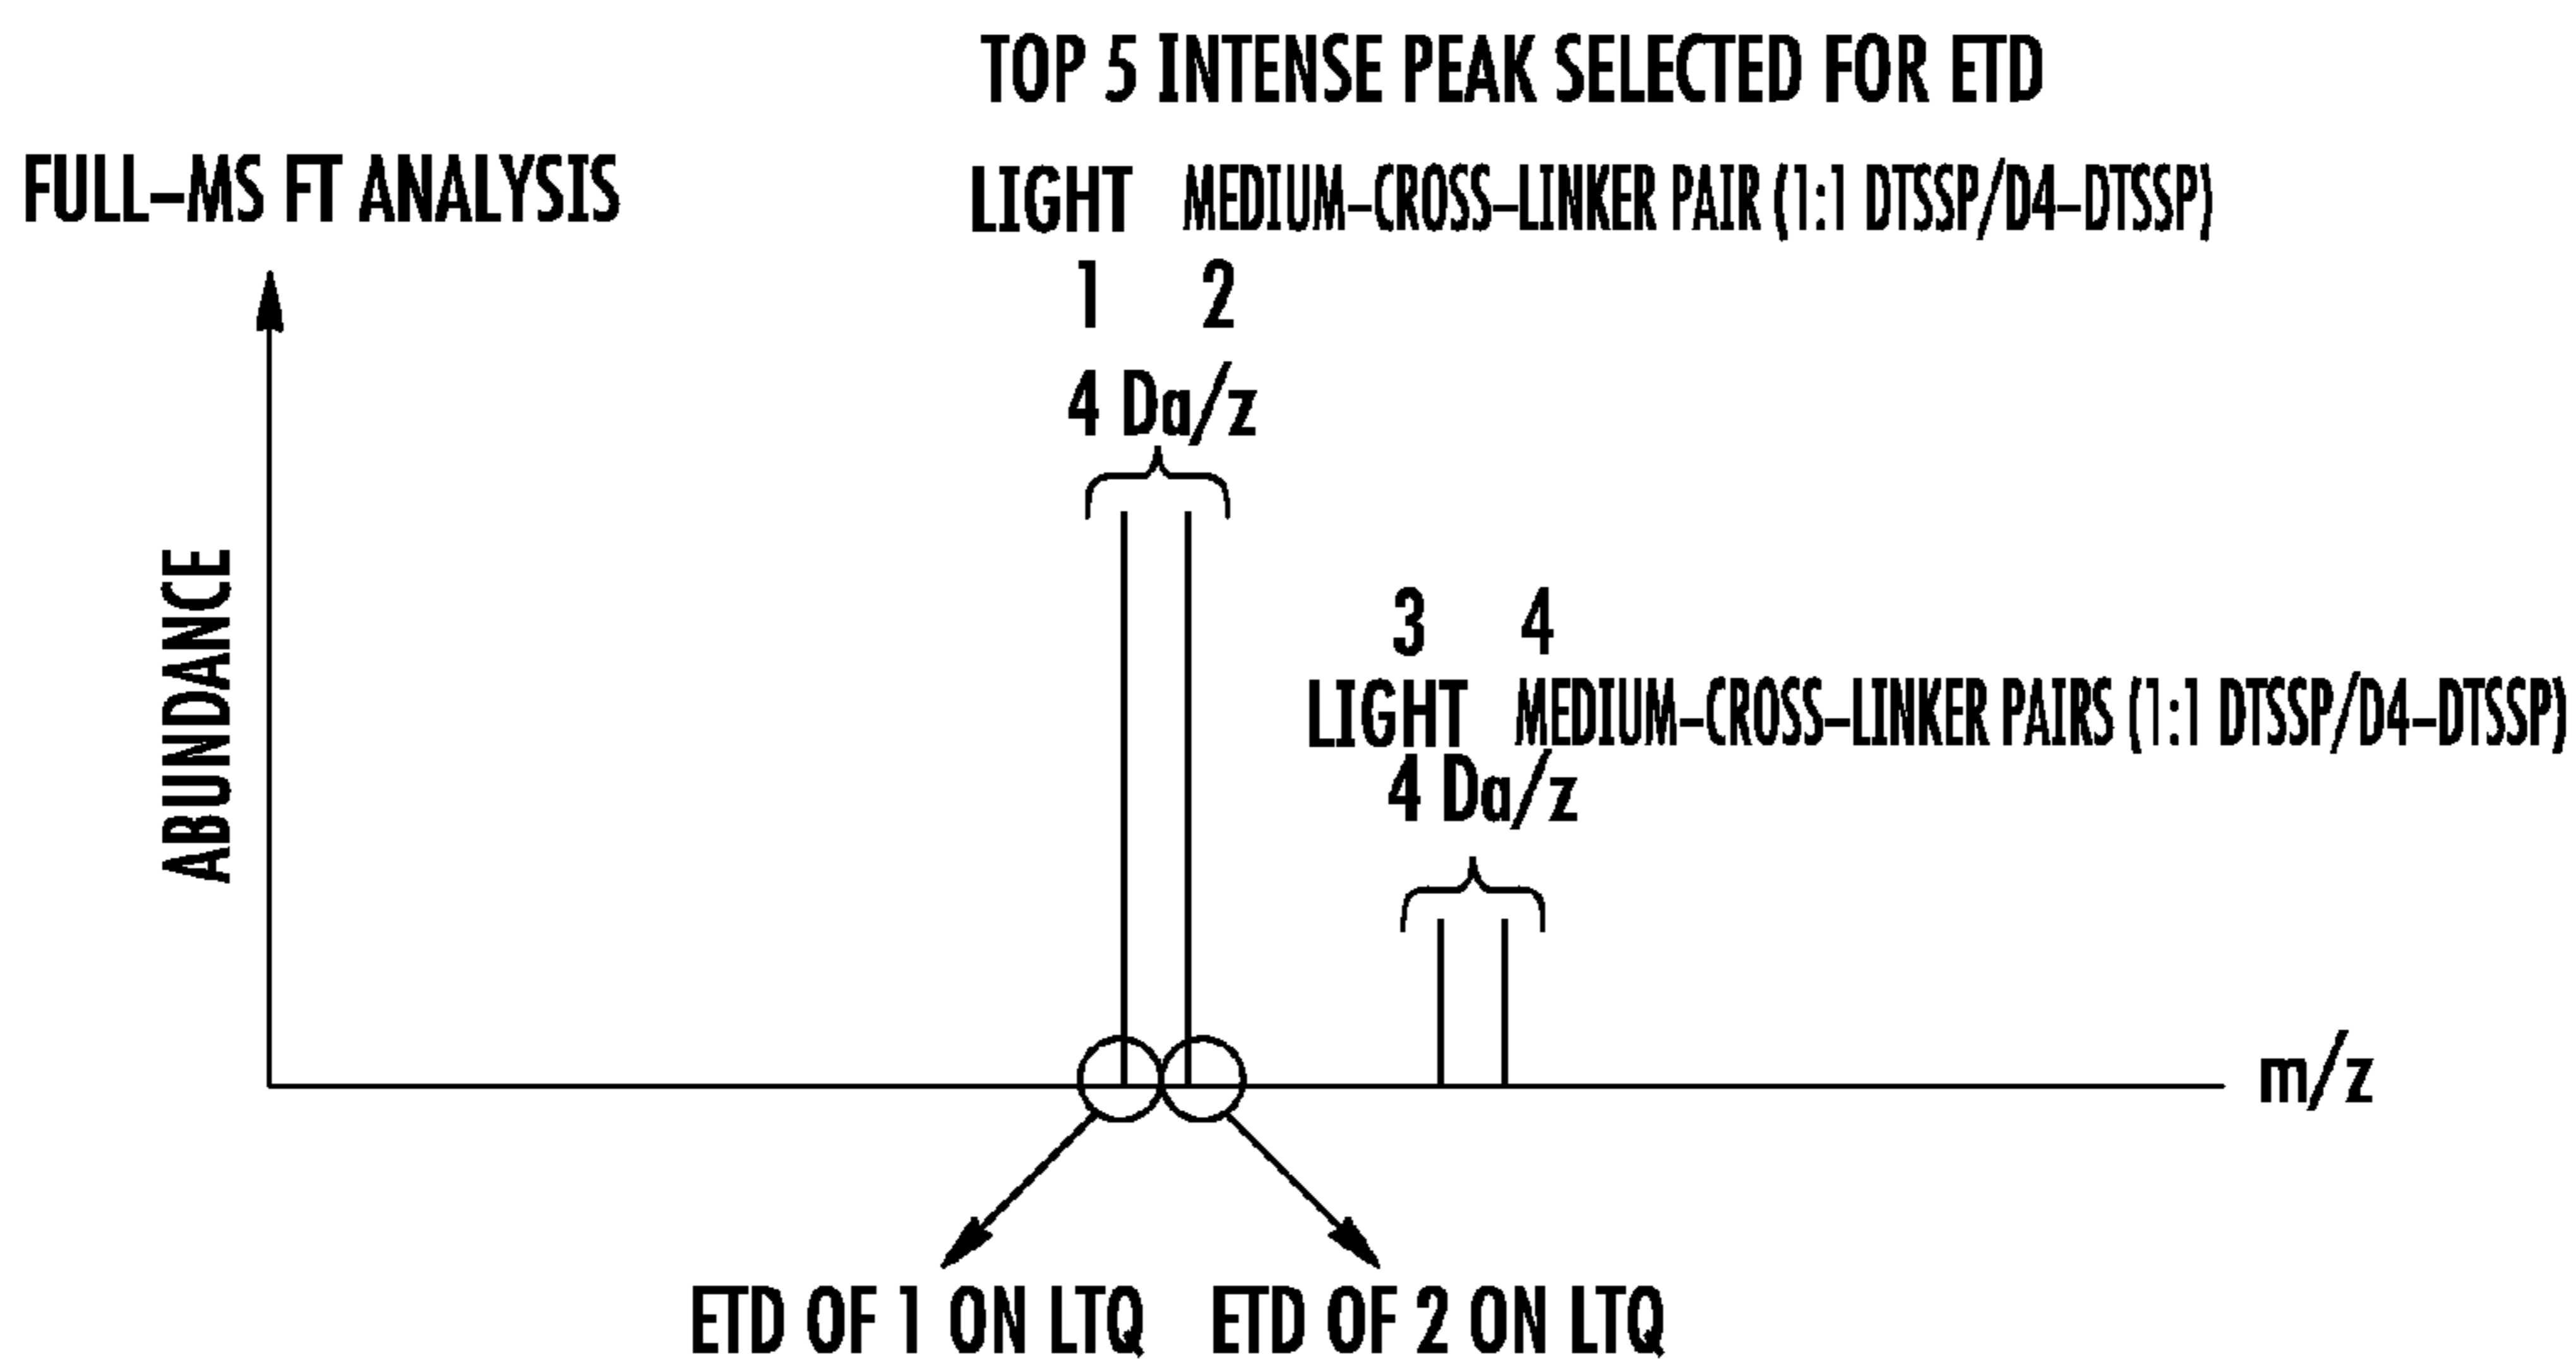 TOP 5 INTENSE PEAK SELECTED FOR ETD
FULL–MS FT ANALYSIS
LIGHT MEDIUM–CROSS–LINKER PAIR (1:1 DTSSP/D4–DTSSP)
1 2
4 Da/z
ABUNDANCE
3 4
LIGHT MEDIUM–CROSS–LINKER PAIRS (1:1 DTSSP/D4–DTSSP)
4 Da/z
m/z
ETD OF 1 ON LTQ ETD OF 2 ON LTQ